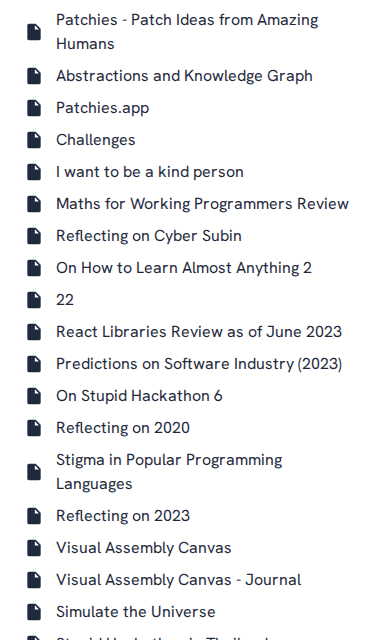 Patchies - Patch Ideas from Amazing
Humans
Abstractions and Knowledge Graph
Patchies.app
Challenges
I want to be a kind person
Maths for Working Programmers Review
Reflecting on Cyber Subin
On How to Learn Almost Anything 2
22
React Libraries Review as of June 2023
Predictions on Software Industry (2023)
On Stupid Hackathon 6
Reflecting on 2020
Stigma in Popular Programming
Languages
Reflecting on 2023
Visual Assembly Canvas
Visual Assembly Canvas - Journal
Simulate the Universe